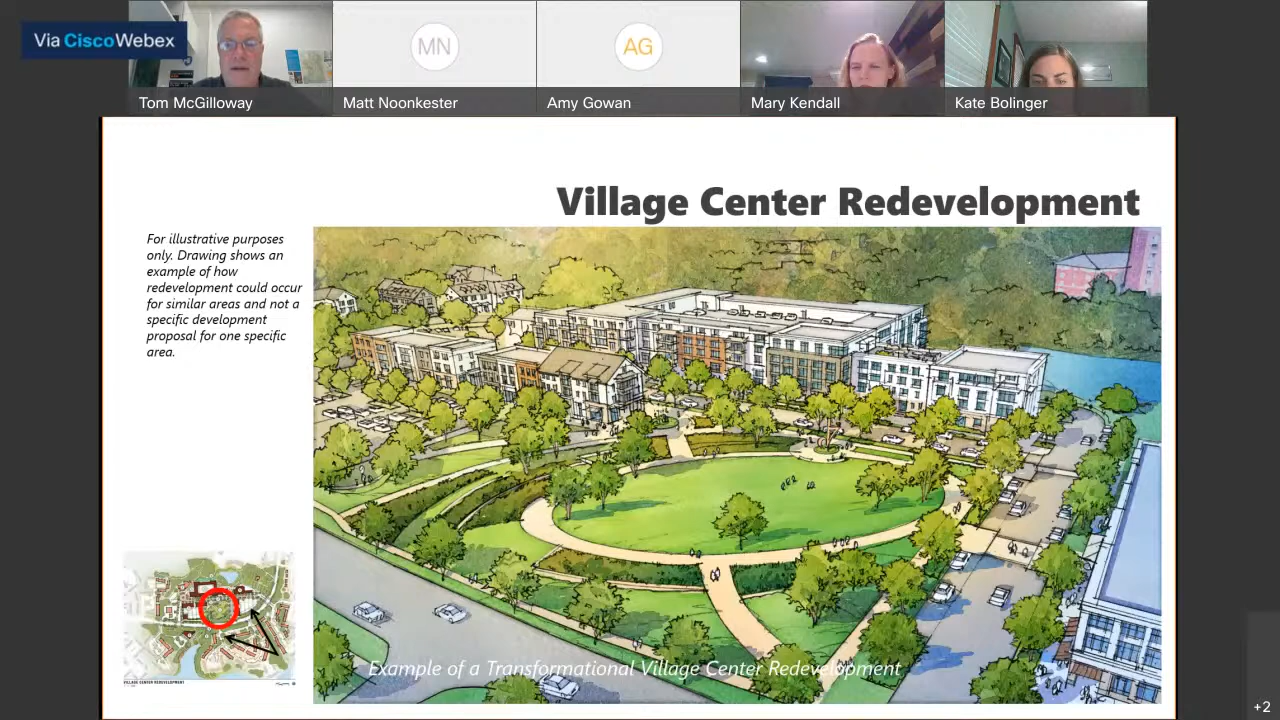 Via CiscoWebex
MN
AG
Tom McGilloway
Matt Noonkester
Amy Gowan
Mary Kendall
Kate Bolinger
Village Center Redevelopment
For illustrative purposes
only. Drawing shows an
example of how
redevelopment could occur
for similar areas and not a
specific development
proposal for one specific
area.
VILLAGE CENTER REDEVELOPMENT
Example of a Transformational Village Center Redevelopment
+2